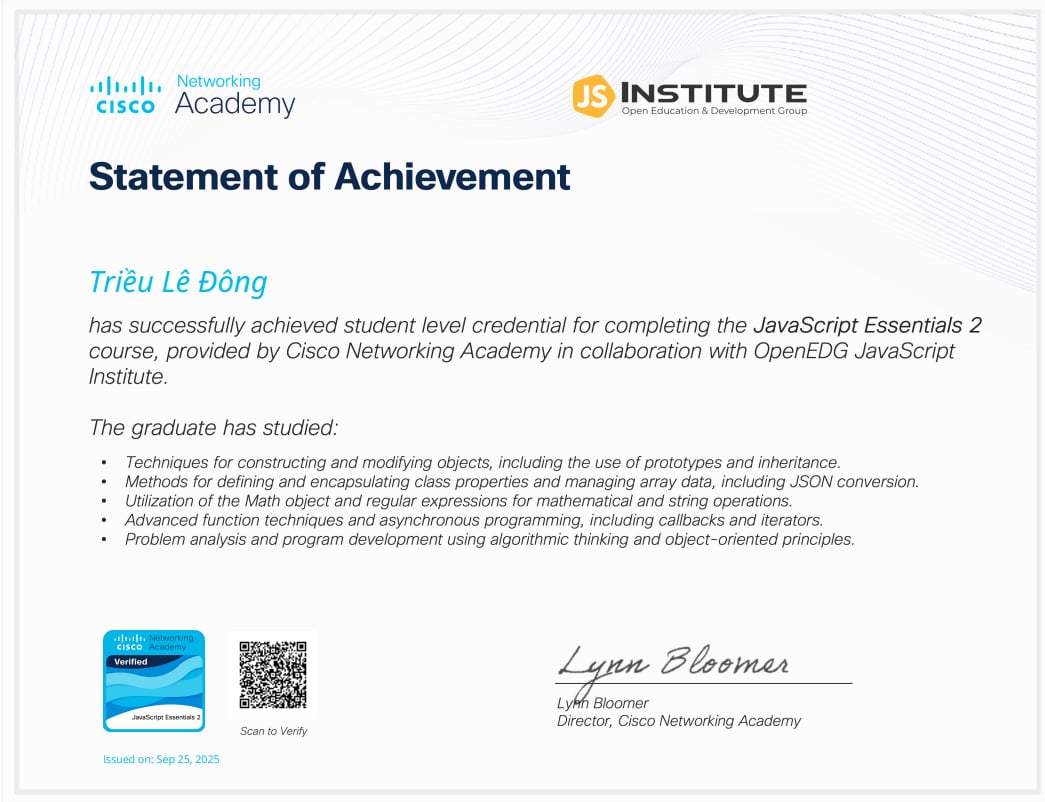 Networking
CISCO Academy
JS INSTITUTE
Open Education & Development Group
Statement of Achievement
Triều Lê Đông
has successfully achieved student level credential for completing the JavaScript Essentials 2
course, provided by Cisco Networking Academy in collaboration with OpenEDG JavaScript
Institute.
The graduate has studied:
• Techniques for constructing and modifying objects, including the use of prototypes and inheritance.
• Methods for defining and encapsulating class properties and managing array data, including JSON conversion.
• Utilization of the Math object and regular expressions for mathematical and string operations.
• Advanced function techniques and asynchronous programming, including callbacks and iterators.
• Problem analysis and program development using algorithmic thinking and object-oriented principles.
Networking
CISCO Academy
Verified
JavaScript Essentials 2
Scan to Verify
Issued on: Sep 25, 2025
Lynn Bloomer
Lynn Bloomer
Director, Cisco Networking Academy